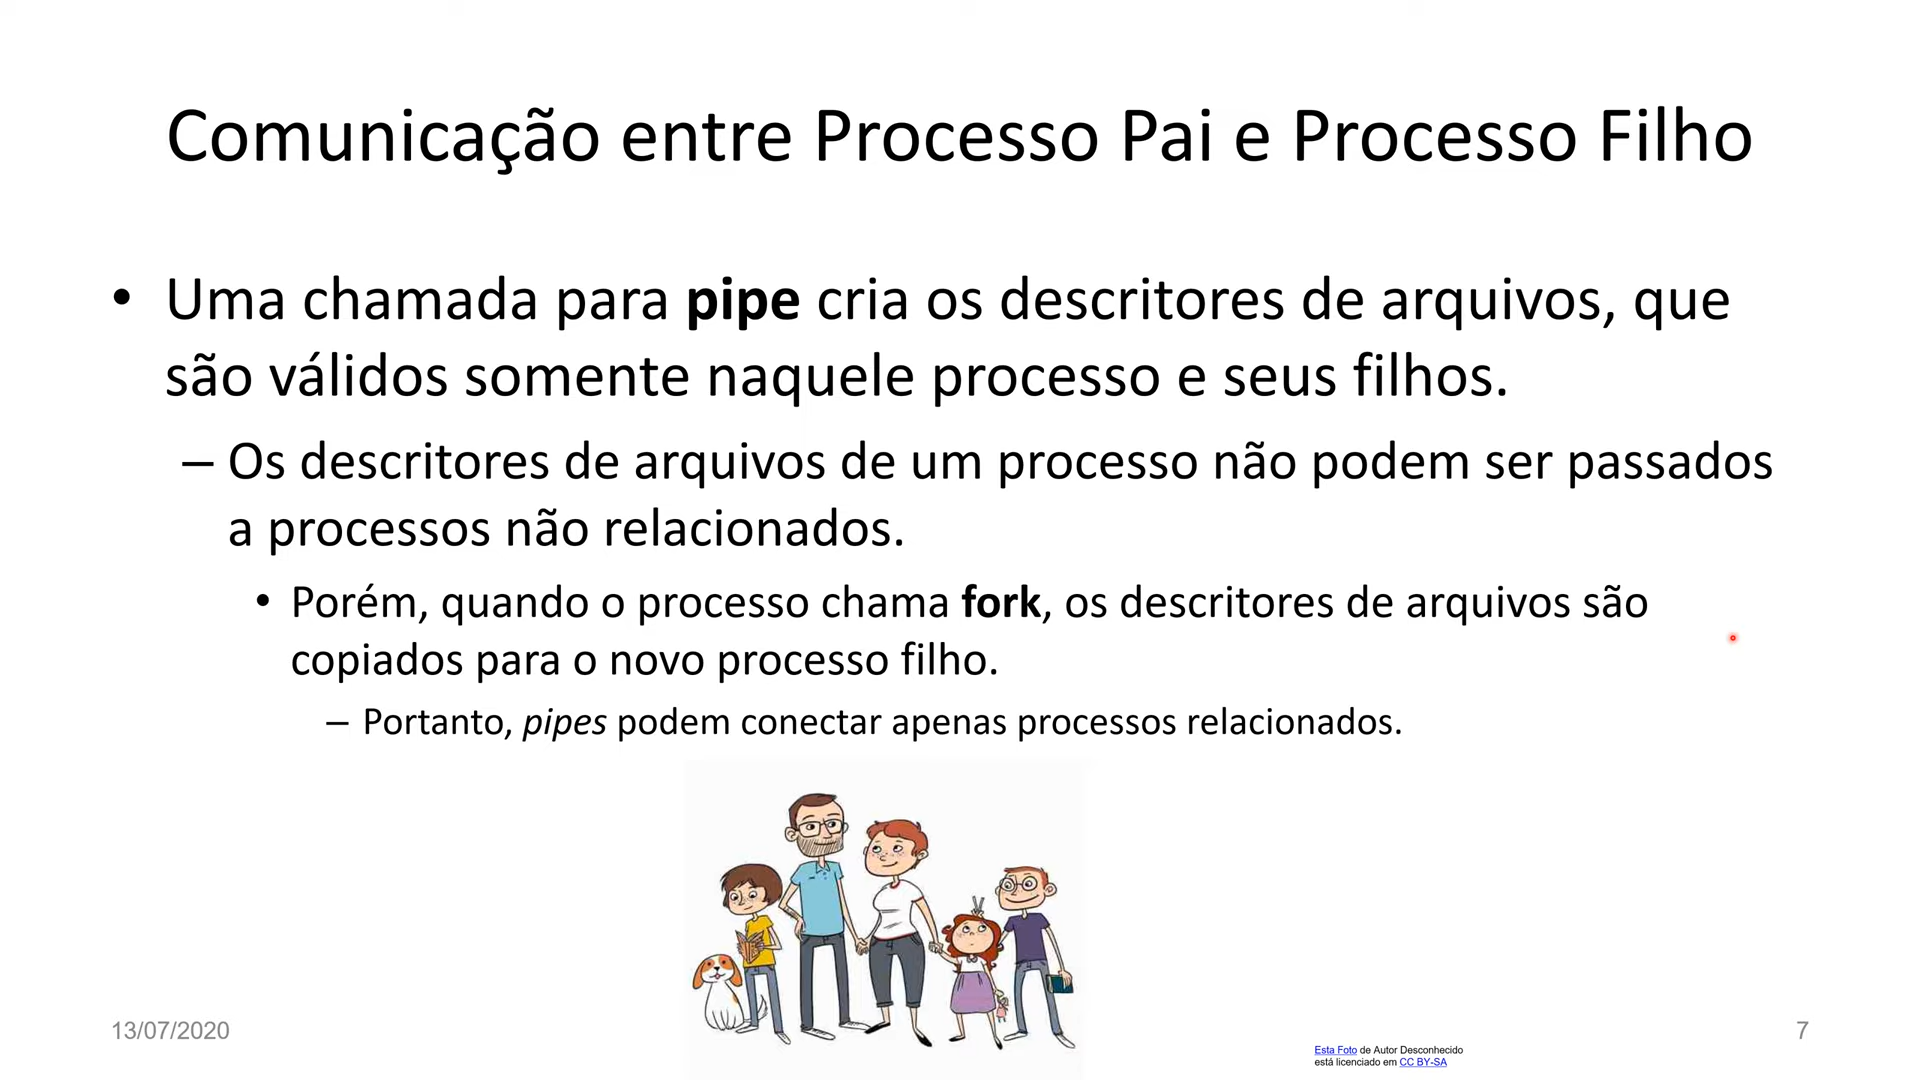 Comunicação entre Processo Pai e Processo Filho
• Uma chamada para pipe cria os descritores de arquivos, que
são válidos somente naquele processo e seus filhos.
– Os descritores de arquivos de um processo não podem ser passados
a processos não relacionados.
• Porém, quando o processo chama fork, os descritores de arquivos são
copiados para o novo processo filho.
– Portanto, pipes podem conectar apenas processos relacionados.
13/07/2020
7
Esta Foto de Autor Desconhecido
está licenciado em CC BY-SA